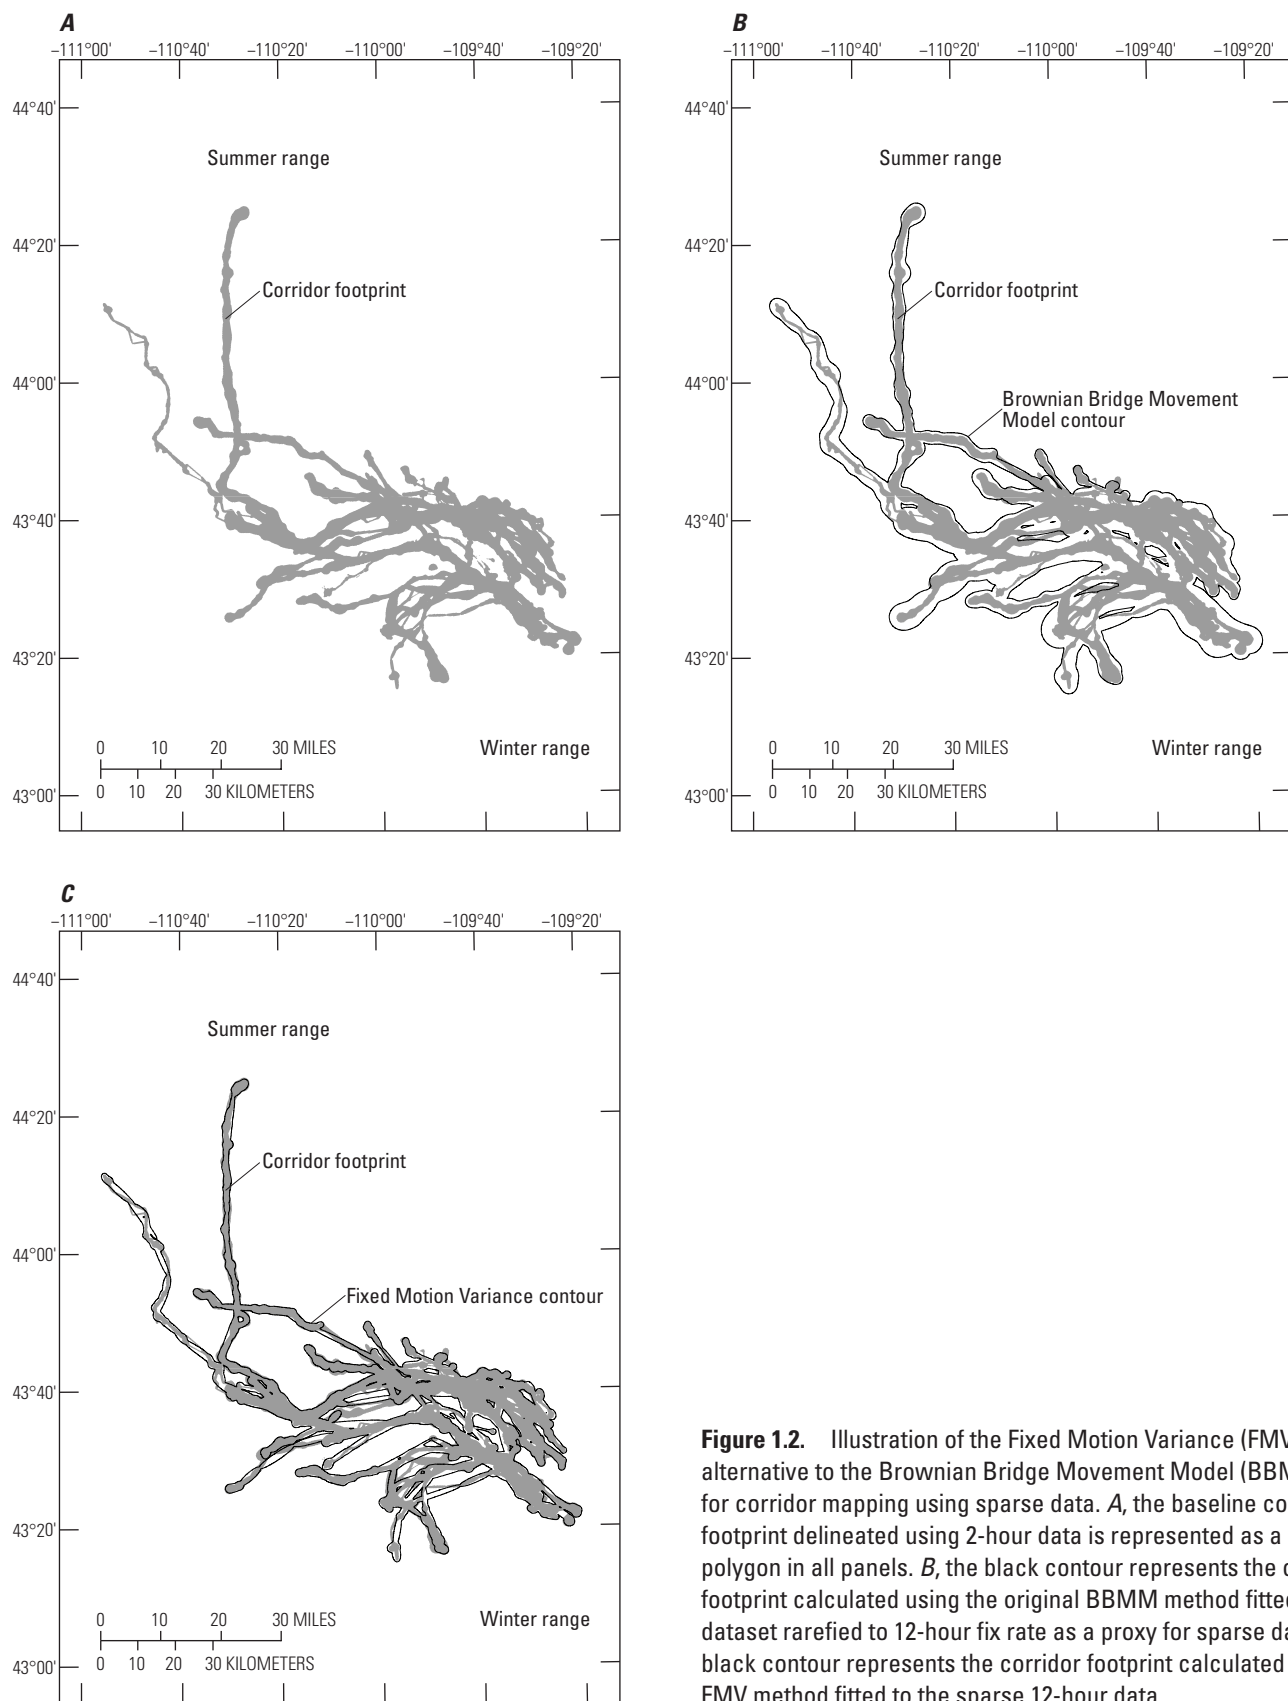 A
−111°00' −110°40' −110°20' −110°00' −109°40' −109°20'
44°40'
Summer range
44°20'
Corridor footprint
44°00'
43°40'
43°20'
0 10 20 30 MILES
Winter range
0 10 20 30 KILOMETERS
43°00'
B
−111°00' −110°40' −110°20' −110°00' −109°40' −109°20'
44°40'
Summer range
44°20'
Corridor footprint
44°00'
Brownian Bridge Movement
Model contour
43°40'
43°20'
0 10 20 30 MILES
Winter range
0 10 20 30 KILOMETERS
43°00'
C
−111°00' −110°40' −110°20' −110°00' −109°40' −109°20'
44°40'
Summer range
44°20'
Corridor footprint
44°00'
Fixed Motion Variance contour
43°40'
43°20'
0 10 20 30 MILES
Winter range
0 10 20 30 KILOMETERS
43°00'
Figure 1.2. Illustration of the Fixed Motion Variance (FMV
alternative to the Brownian Bridge Movement Model (BBM
for corridor mapping using sparse data. A, the baseline co
footprint delineated using 2-hour data is represented as a
polygon in all panels. B, the black contour represents the
footprint calculated using the original BBMM method fitted
dataset rarefied to 12-hour fix rate as a proxy for sparse da
black contour represents the corridor footprint calculated
FMV method fitted to the sparse 12-hour data